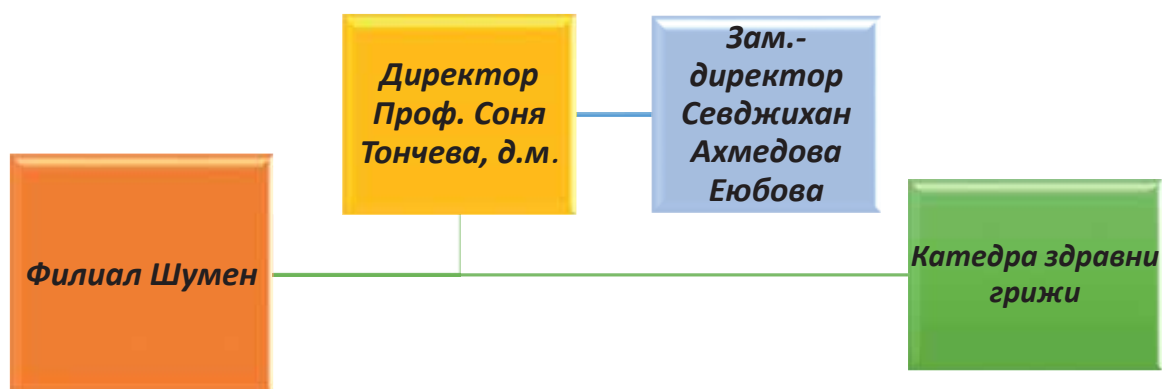 Директор
Проф. Соня
Тончева, д.м.
Зам.-
директор
Севджихан
Ахмедова
Еюбова
Филиал Шумен
Катедра здравни
грижи